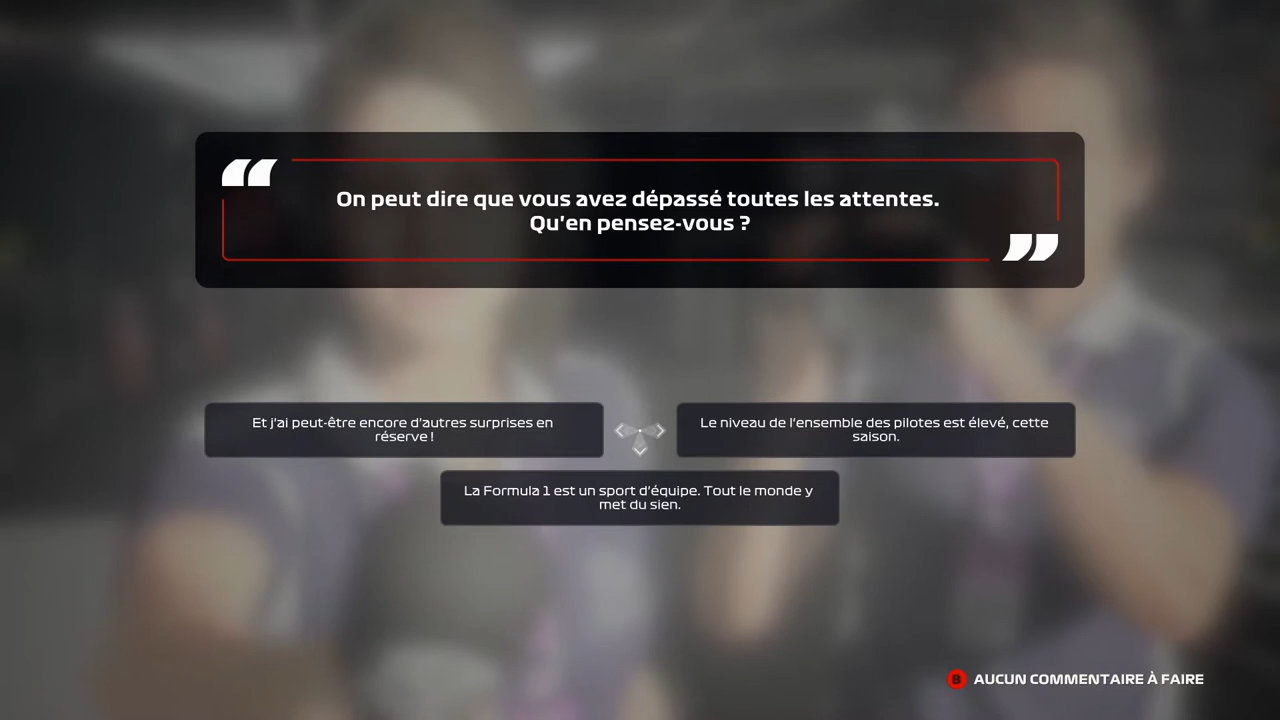 On peut dire que vous avez dépassé toutes les attentes.
Qu'en pensez-vous ?
Et j'ai peut-être encore d'autres surprises en
réserve !
Le niveau de l'ensemble des pilotes est élevé, cette
saison.
La Formula 1 est un sport d'équipe. Tout le monde y
met du sien.
B AUCUN COMMENTAIRE À FAIRE